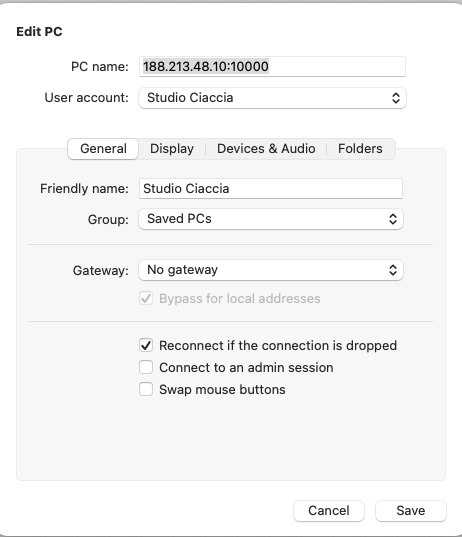 Edit PC
PC name: 188.213.48.10:10000
User account: Studio Ciaccia
General Display Devices & Audio Folders
Friendly name: Studio Ciaccia
Group: Saved PCs
Gateway: No gateway
Bypass for local addresses
Reconnect if the connection is dropped
Connect to an admin session
Swap mouse buttons
Cancel Save